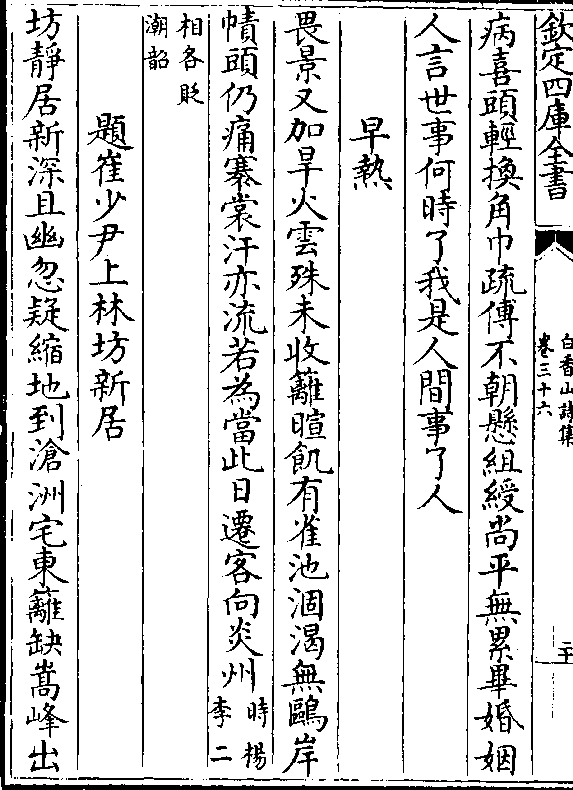 欽定四庫全書
白香山詩集
卷三十六
二十
病喜頭輕換角巾疏傅不朝懸組綬尚平無累畢婚姻
人言世事何時了我是人間事了人
早熱
畏景又加旱火雲殊未收籬暄飢有雀池涸渴無鷗岸
幘頭仍痛褰裳汗亦流若為當此日遷客向炎州
時楊
李二
相各貶
潮韶
題崔少尹上林坊新居
坊靜居新深且幽忽疑縮地到滄洲宅東籬缺嵩峰出